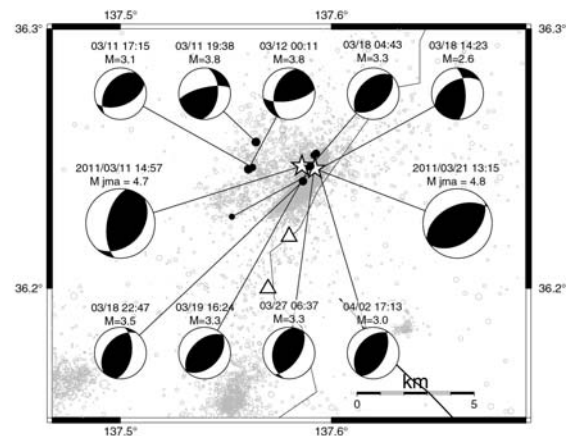 137.5° 137.6°
36.3° 36.3°
03/11 17:15 03/11 19:38 03/12 00:11 03/18 04:43 03/18 14:23
M=3.1 M=3.8 M=3.8 M=3.3 M=2.6
2011/03/11 14:57 2011/03/21 13:15
M jma = 4.7 M jma = 4.8
36.2° 36.2°
03/18 22:47 03/19 16:24 03/27 06:37 04/02 17:13
M=3.5 M=3.3 M=3.3 M=3.0
km
0 5
137.5° 137.6°